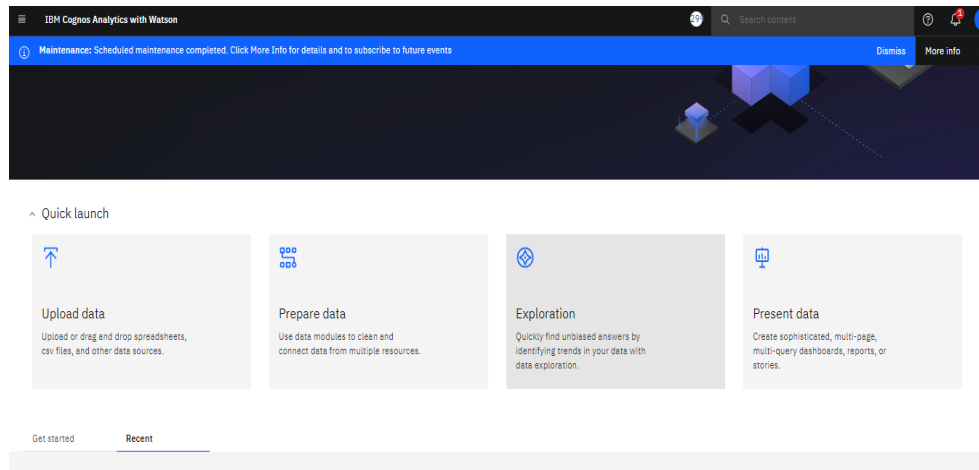 IBM Cognos Analytics with Watson
Search content
1
Maintenance: Scheduled maintenance completed. Click More Info for details and to subscribe to future events
Dismiss
More info
Quick launch
Upload data
Upload or drag and drop spreadsheets,
csv files, and other data sources.
Prepare data
Use data modules to clean and
connect data from multiple resources.
Exploration
Quickly find unbiased answers by
identifying trends in your data with
data exploration.
Present data
Create sophisticated, multi-page,
multi-query dashboards, reports, or
stories.
Get started
Recent